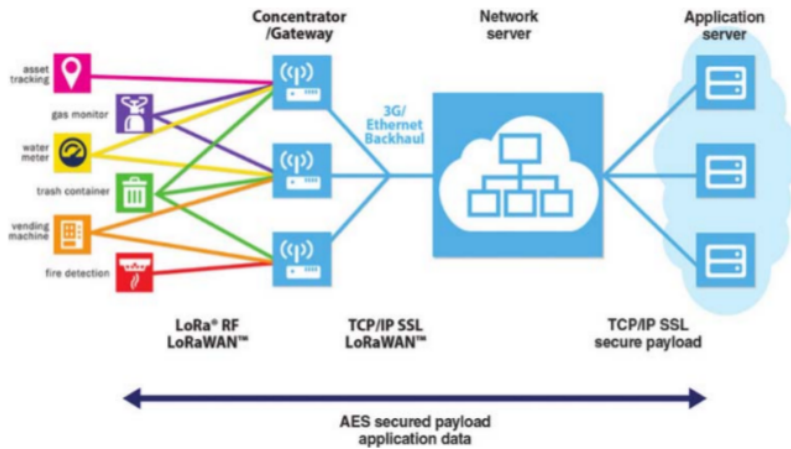 Concentrator
/Gateway
Network
server
Application
server
asset
tracking
gas monitor
water
meter
trash container
vending
machine
fire detection
3G/
Ethernet
Backhaul
LoRa® RF
LoRaWAN™
TCP/IP SSL
LoRaWAN™
TCP/IP SSL
secure payload
AES secured payload
application data